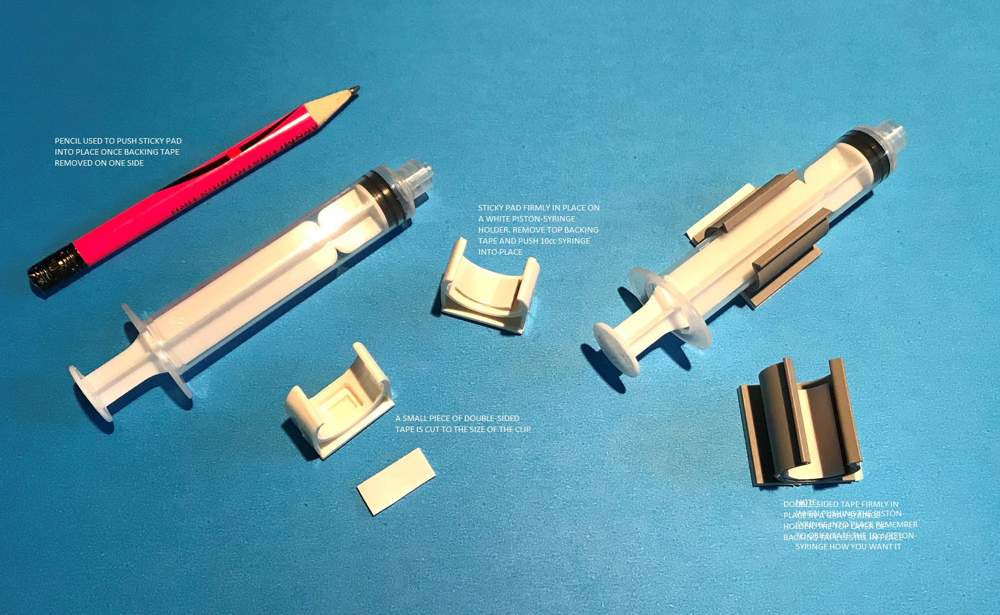 PENCIL USED TO PUSH STICKY PAD
INTO PLACE ONCE BACKING TAPE
REMOVED ON ONE SIDE
STICKY PAD FIRMLY IN PLACE ON
A WHITE PISTON-SYRINGE
HOLDER. REMOVE TOP BACKING
TAPE AND PUSH 10cc SYRINGE
INTO PLACE
A SMALL PIECE OF DOUBLE-SIDED
TAPE IS CUT TO THE SIZE OF THE CLIP
DOUBLE-SIDED TAPE FIRMLY IN
PLACE IN A GRAY SYRINGE
HOLDER. THE TOP LAYER OF
BACKING TAPE IS STILL IN PLACE
NOTE:
WHEN PUSHING THE PISTON-
SYRINGE INTO PLACE REMEMBER
TO ORIENTATE THE 10cc PISTON-
SYRINGE HOW YOU WANT IT